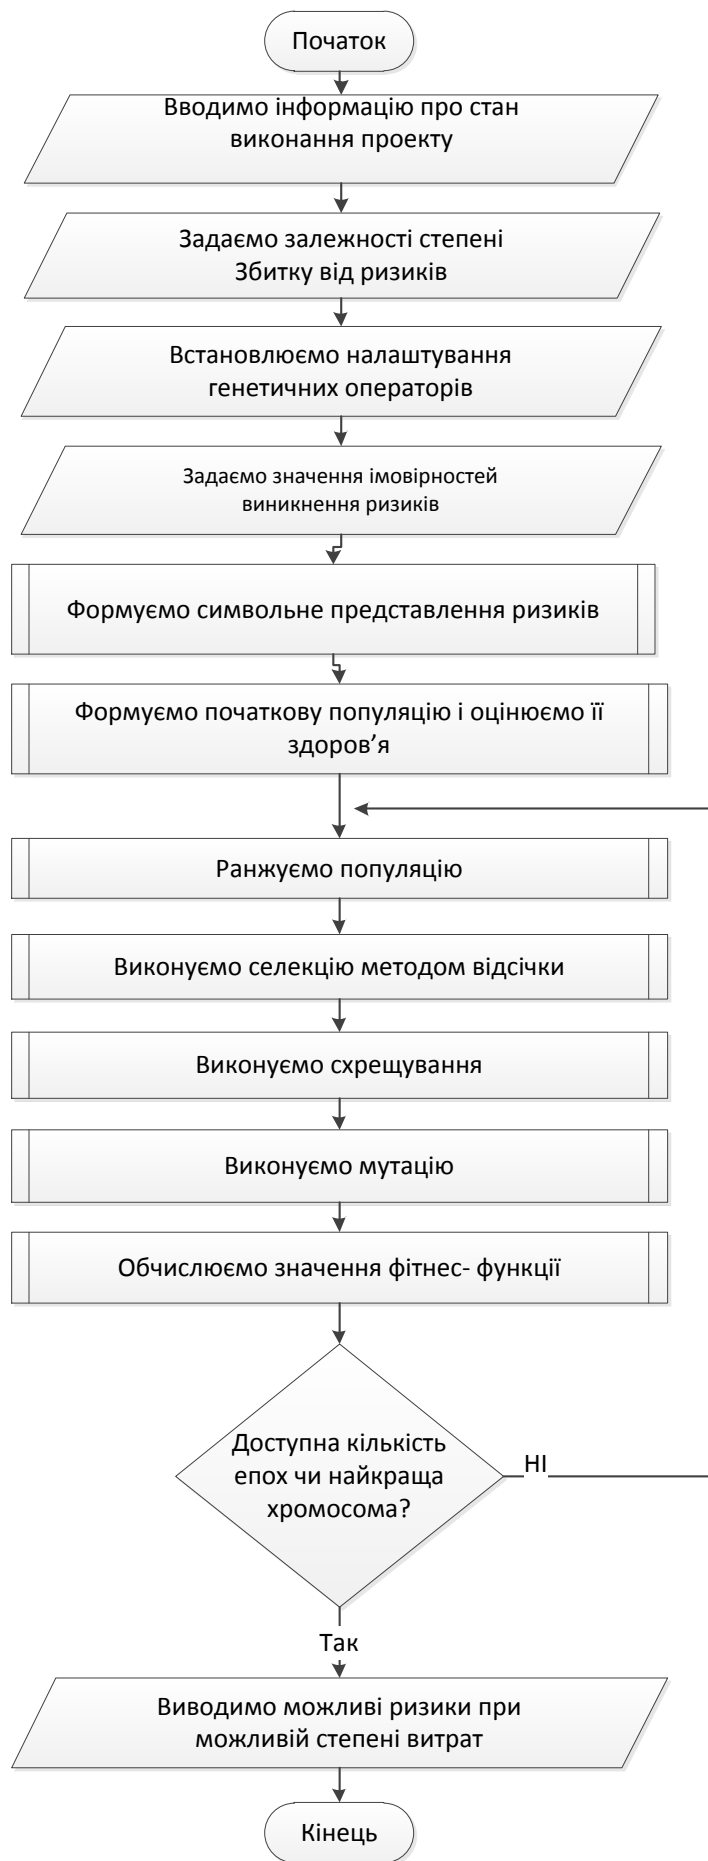 Початок
Вводимо інформацію про стан
виконання проекту
Задаємо залежності степені
Збитку від ризиків
Встановлюємо налаштування
генетичних операторів
Задаємо значення імовірностей
виникнення ризиків
Формуємо символьне представлення ризиків
Формуємо початкову популяцію і оцінюємо її
здоров’я
Ранжуємо популяцію
Виконуємо селекцію методом відсічки
Виконуємо схрещування
Виконуємо мутацію
Обчислюємо значення фітнес- функції
Доступна кількість
епох чи найкраща
хромосома?
НІ
Так
Виводимо можливі ризики при
можливій степені витрат
Кінець